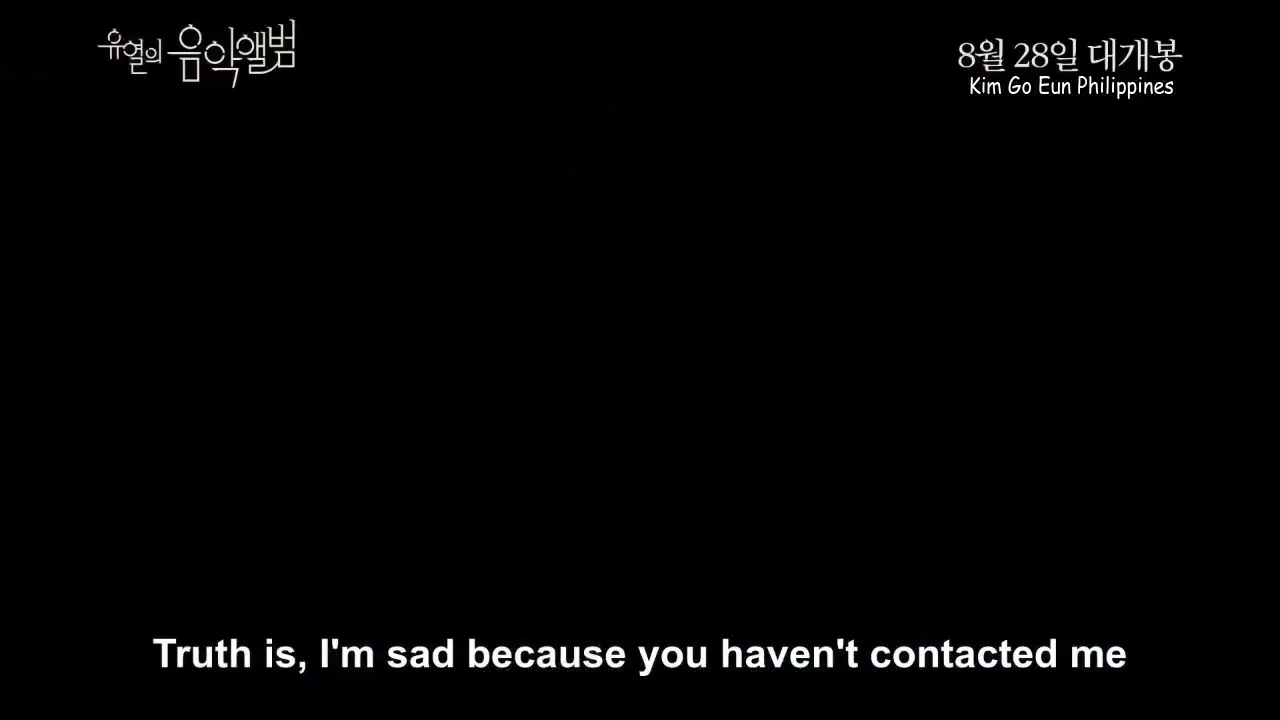 유열의 음악앨범
8월 28일 대개봉
Kim Go Eun Philippines
Truth is, I'm sad because you haven't contacted me